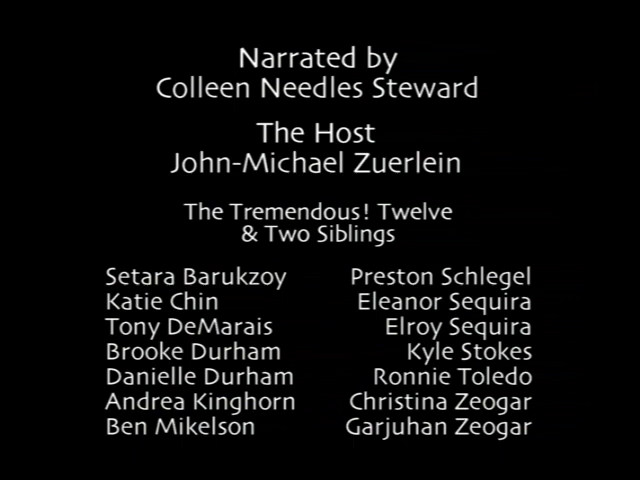 Narrated by
Colleen Needles Steward
The Host
John-Michael Zuerlein
The Tremendous! Twelve
& Two Siblings
Setara Barukzoy Preston Schlegel
Katie Chin Eleanor Sequira
Tony DeMarais Elroy Sequira
Brooke Durham Kyle Stokes
Danielle Durham Ronnie Toledo
Andrea Kinghorn Christina Zeogar
Ben Mikelson Garjuhan Zeogar